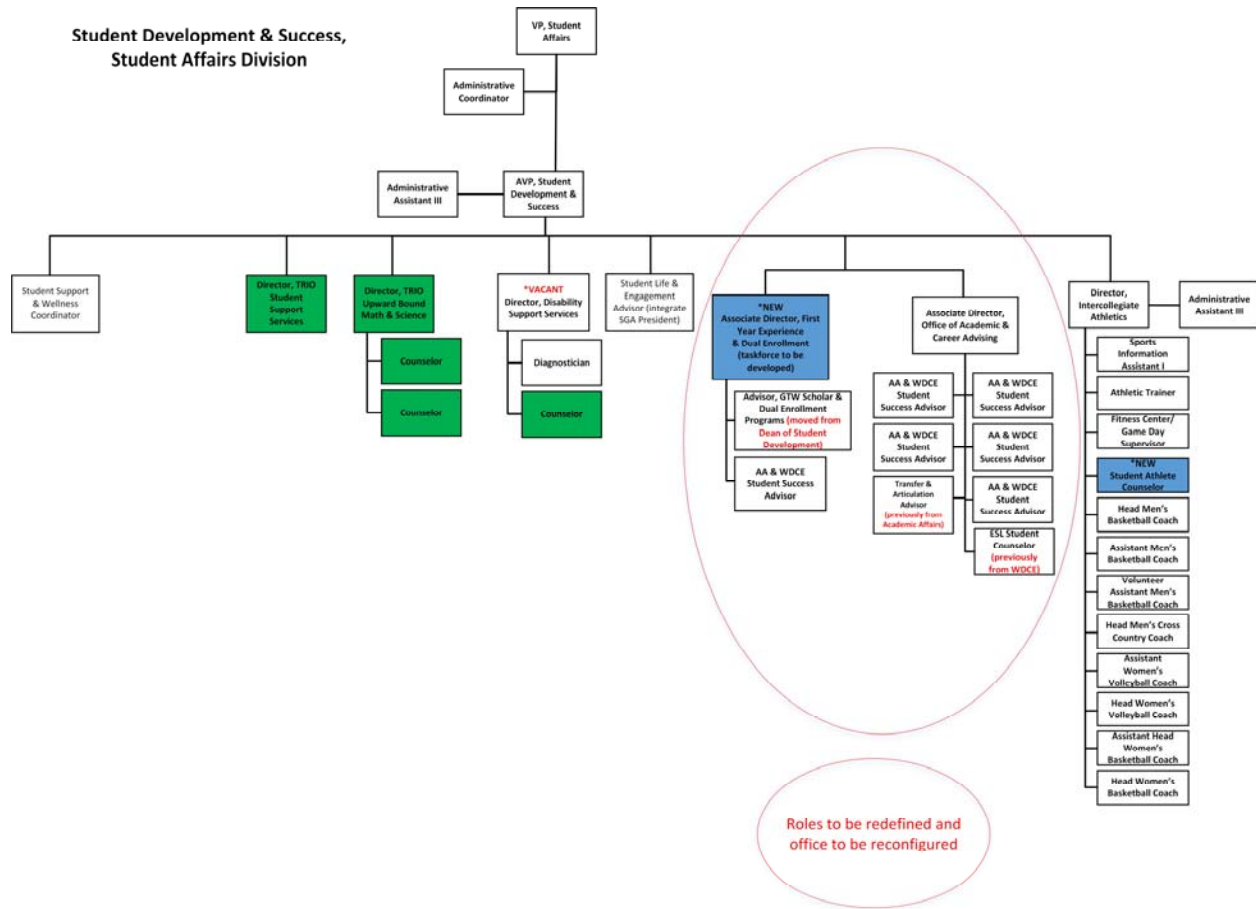 Student Development & Success,
Student Affairs Division
VP, Student
Affairs
Administrative
Coordinator
Administrative
Assistant III
AVP, Student
Development &
Success
Student Support
& Wellness
Coordinator
Director, TRIO
Student
Support
Services
Director, TRIO
Upward Bound
Math & Science
Counselor
Counselor
*VACANT
Director, Disability
Support Services
Diagnostician
Counselor
Student Life &
Engagement
Advisor (integrate
SGA President)
*NEW
Associate Director, First
Year Experience
& Dual Enrollment
(taskforce to be
developed)
Advisor, GTW Scholar &
Dual Enrollment
Programs (moved from
Dean of Student
Development)
AA & WDCE
Student Success
Advisor
Associate Director,
Office of Academic &
Career Advising
AA & WDCE
Student
Success Advisor
AA & WDCE
Student
Success Advisor
AA & WDCE
Student
Success Advisor
AA & WDCE
Student
Success Advisor
Transfer &
Articulation
Advisor
(previously from
Academic Affairs)
AA & WDCE
Student
Success Advisor
ESL Student
Counselor
(previously
from WDCE)
Director,
Intercollegiate
Athletics
Administrative
Assistant III
Sports
Information
Assistant I
Athletic Trainer
Fitness Center/
Game Day
Supervisor
*NEW
Student Athlete
Counselor
Head Men's
Basketball Coach
Assistant Men's
Basketball Coach
Volunteer
Assistant Men's
Basketball Coach
Head Men's Cross
Country Coach
Assistant
Women's
Volleyball Coach
Head Women's
Volleyball Coach
Assistant Head
Women's
Basketball Coach
Head Women's
Basketball Coach
Roles to be redefined and
office to be reconfigured